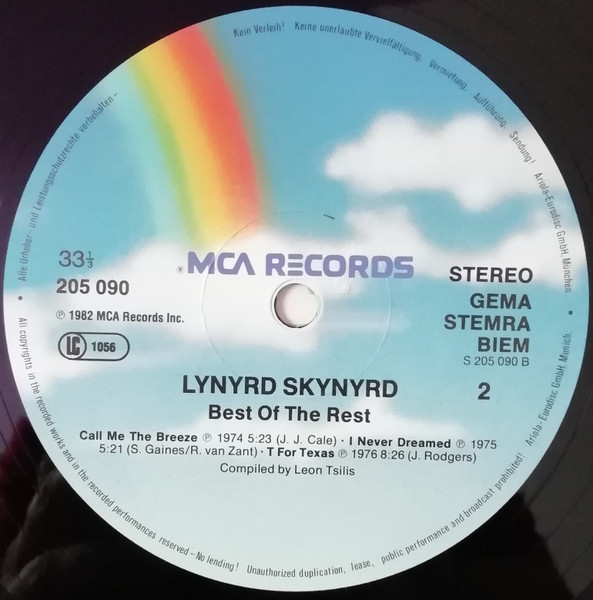 Alle Urheber- und Leistungsschutzrechte vorbehalten.– Kein Verleih! Keine unerlaubte Vervielfältigung, Vermietung, Aufführung, Sendung! Ariola-Eurodisc GmbH München
33⅓
205 090
℗ 1982 MCA Records Inc.
LC 1056
®MCA RECORDS
STEREO
GEMA
STEMRA
BIEM
S 205 090 B
2
LYNYRD SKYNYRD
Best Of The Rest
Call Me The Breeze ℗ 1974 5:23 (J. J. Cale) · I Never Dreamed ℗ 1975
5:21 (S. Gaines/R. van Zant) · T For Texas ℗ 1976 8:26 (J. Rodgers)
Compiled by Leon Tsilis
All copyrights in the recorded works and in the recorded performances reserved – No lending! Unauthorized duplication, lease, public performance and broadcast prohibited! Ariola-Eurodisc GmbH, Munich.